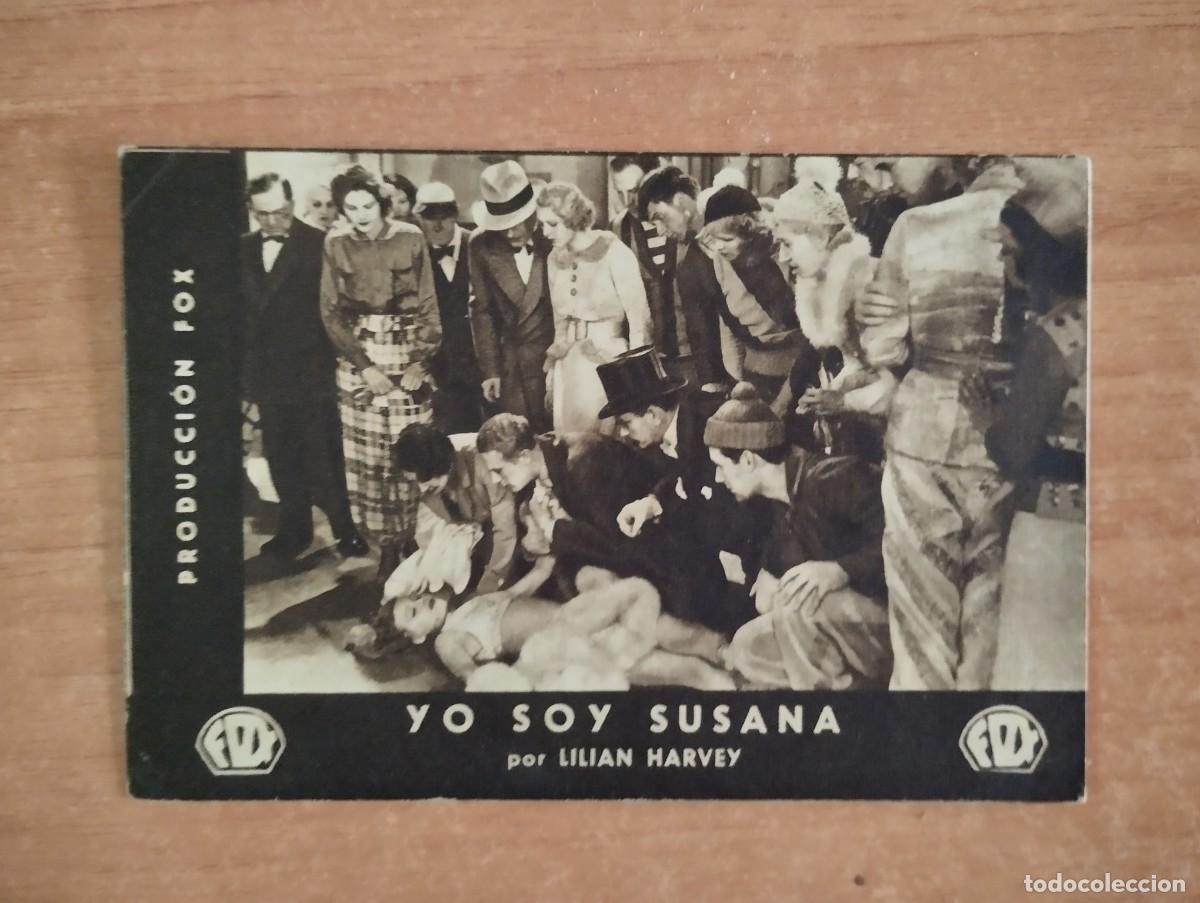 PRODUCCIÓN FOX
YO SOY SUSANA
por LILIAN HARVEY
FOX
FOX
todocoleccion